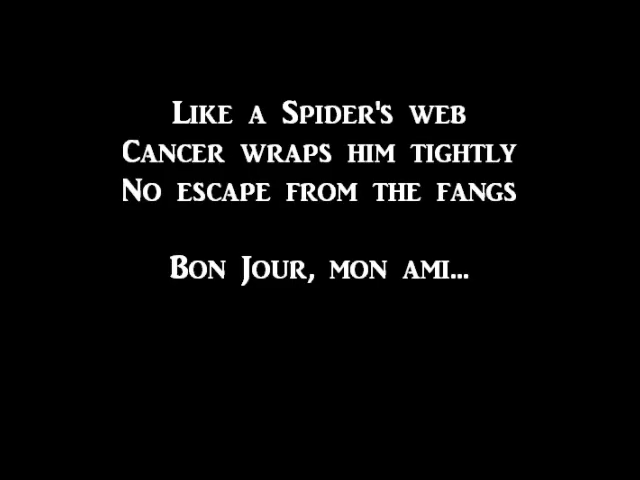 Like a Spider's web
Cancer wraps him tightly
No escape from the fangs
Bon Jour, mon ami...